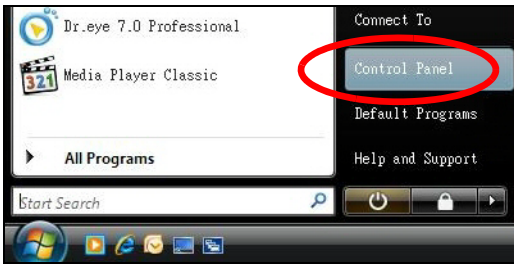 Dr.eye 7.0 Professional
321
Media Player Classic
All Programs
Start Search
Connect To
Control Panel
Default Programs
Help and Support